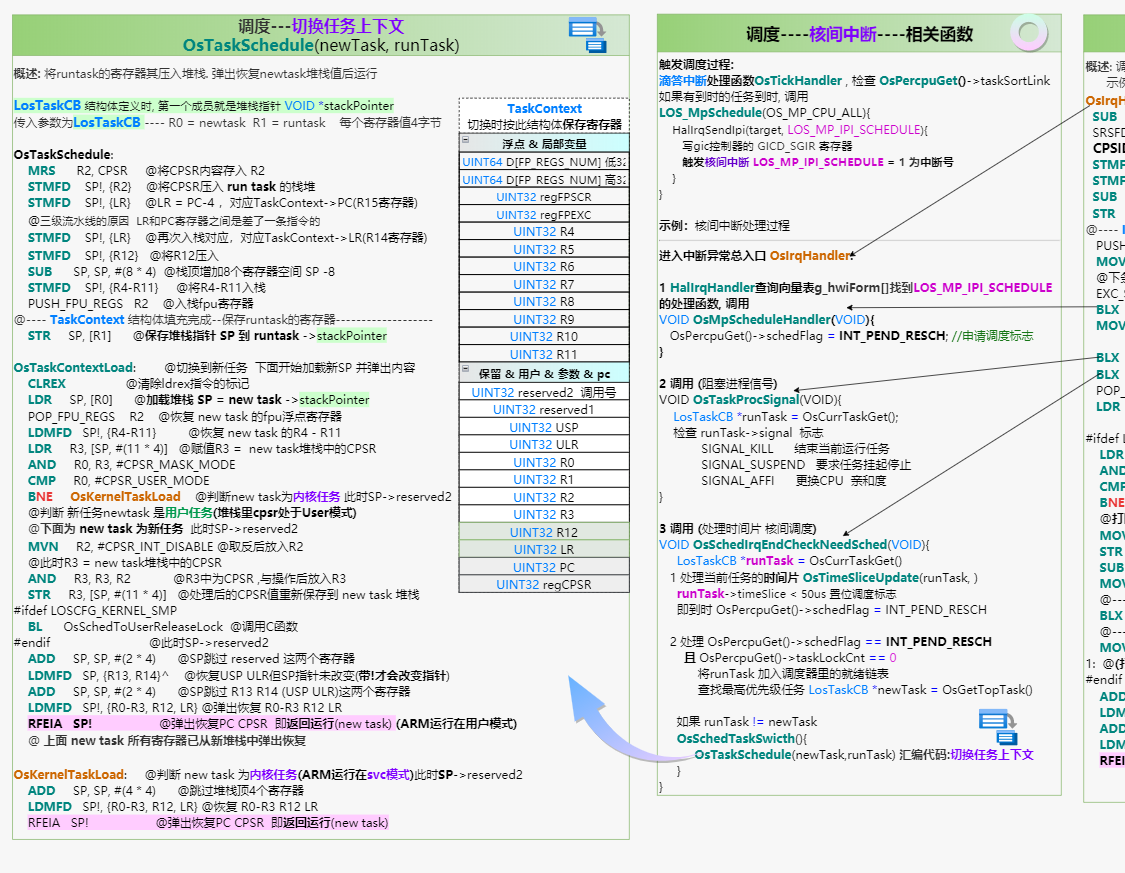 调度---切换任务上下文
OsTaskSchedule(newTask, runTask)
概述: 将runtask的寄存器其压入堆栈. 弹出恢复newtask堆栈值后运行
LosTaskCB 结构体定义时, 第一个成员就是堆栈指针 VOID *stackPointer
传入参数为LosTaskCB ---- R0 = newtask R1 = runtask 每个寄存器值4字节
OsTaskSchedule:
MRS R2, CPSR @将CPSR内容存入 R2
STMFD SP!, {R2} @将CPSR压入 run task 的栈堆
STMFD SP!, {LR} @LR = PC-4 ，对应TaskContext->PC(R15寄存器)
@三级流水线的原因 LR和PC寄存器之间是差了一条指令的
STMFD SP!, {LR} @再次入栈对应，对应TaskContext->LR(R14寄存器)
STMFD SP!, {R12} @将R12压入
SUB SP, SP, #(8 * 4) @栈顶增加8个寄存器空间 SP -8
STMFD SP!, {R4-R11} @将R4-R11入栈
PUSH_FPU_REGS R2 @入栈fpu寄存器
@---- TaskContext 结构体填充完成--保存runtask的寄存器--------------------
STR SP, [R1] @保存堆栈指针 SP 到 runtask ->stackPointer
OsTaskContextLoad: @切换到新任务 下面开始加载新SP 并弹出内容
CLREX @清除ldrex指令的标记
LDR SP, [R0] @加载堆栈 SP = new task ->stackPointer
POP_FPU_REGS R2 @恢复 new task 的fpu浮点寄存器
LDMFD SP!, {R4-R11} @恢复 new task 的R4 - R11
LDR R3, [SP, #(11 * 4)] @赋值R3 = new task堆栈中的CPSR
AND R0, R3, #CPSR_MASK_MODE
CMP R0, #CPSR_USER_MODE
BNE OsKernelTaskLoad @判断new task为内核任务 此时SP->reserved2
@判断 新任务newtask 是用户任务(堆栈里cpsr处于User模式)
@下面为 new task 为新任务 此时SP->reserved2
MVN R2, #CPSR_INT_DISABLE @取反后放入R2
@此时R3 = new task堆栈中的CPSR
AND R3, R3, R2 @R3中为CPSR ,与操作后放入R3
STR R3, [SP, #(11 * 4)] @处理后的CPSR值重新保存到 new task 堆栈
#ifdef LOSCFG_KERNEL_SMP
BL OsSchedToUserReleaseLock @调用C函数
#endif @此时SP->reserved2
ADD SP, SP, #(2 * 4) @SP跳过 reserved 这两个寄存器
LDMFD SP, {R13, R14}^ @恢复USP ULR但SP指针未改变(带!才会改变指针)
ADD SP, SP, #(2 * 4) @SP跳过 R13 R14 (USP ULR)这两个寄存器
LDMFD SP!, {R0-R3, R12, LR} @弹出恢复 R0-R3 R12 LR
RFEIA SP! @弹出恢复PC CPSR 即返回运行(new task) (ARM运行在用户模式)
@ 上面 new task 所有寄存器已从新堆栈中弹出恢复
OsKernelTaskLoad: @判断 new task 为内核任务(ARM运行在svc模式)此时SP->reserved2
ADD SP, SP, #(4 * 4) @跳过堆栈顶4个寄存器
LDMFD SP!, {R0-R3, R12, LR} @恢复 R0-R3 R12 LR
RFEIA SP! @弹出恢复PC CPSR 即返回运行(new task)
TaskContext
切换时按此结构体保存寄存器
浮点 & 局部变量
UINT64 D[FP_REGS_NUM] 低32
UINT64 D[FP_REGS_NUM] 高32
UINT32 regFPSCR
UINT32 regFPEXC
UINT32 R4
UINT32 R5
UINT32 R6
UINT32 R7
UINT32 R8
UINT32 R9
UINT32 R10
UINT32 R11
保留 & 用户 & 参数 & pc
UINT32 reserved2 调用号
UINT32 reserved1
UINT32 USP
UINT32 ULR
UINT32 R0
UINT32 R1
UINT32 R2
UINT32 R3
UINT32 R12
UINT32 LR
UINT32 PC
UINT32 regCPSR
调度----核间中断----相关函数
触发调度过程:
滴答中断处理函数OsTickHandler , 检查 OsPercpuGet()->taskSortLink
如果有到时的任务到时, 调用
LOS_MpSchedule(OS_MP_CPU_ALL){
HalIrqSendIpi(target, LOS_MP_IPI_SCHEDULE){
写gic控制器的 GICD_SGIR 寄存器
触发核间中断 LOS_MP_IPI_SCHEDULE = 1 为中断号
}
}
示例: 核间中断处理过程
进入中断异常总入口 OsIrqHandler:
1 HalIrqHandler查询向量表g_hwiForm[]找到LOS_MP_IPI_SCHEDULE
的处理函数, 调用
VOID OsMpScheduleHandler(VOID){
OsPercpuGet()->schedFlag = INT_PEND_RESCH; //申请调度标志
}
2 调用 (阻塞进程信号)
VOID OsTaskProcSignal(VOID){
LosTaskCB *runTask = OsCurrTaskGet();
检查 runTask->signal 标志
SIGNAL_KILL 结束当前运行任务
SIGNAL_SUSPEND 要求任务挂起停止
SIGNAL_AFFI 更换CPU 亲和度
}
3 调用 (处理时间片 核间调度)
VOID OsSchedIrqEndCheckNeedSched(VOID){
LosTaskCB *runTask = OsCurrTaskGet()
1 处理当前任务的时间片 OsTimeSliceUpdate(runTask, )
runTask->timeSlice < 50us 置位调度标志
即到时 OsPercpuGet()->schedFlag = INT_PEND_RESCH
2 处理 OsPercpuGet()->schedFlag == INT_PEND_RESCH
且 OsPercpuGet()->taskLockCnt == 0
将runTask 加入调度器里的就绪链表
查找最高优先级任务 LosTaskCB *newTask = OsGetTopTask()
如果 runTask != newTask
OsSchedTaskSwicth(){
OsTaskSchedule(newTask,runTask) 汇编代码:切换任务上下文
}
}
概述: 调
示例
OsIrqH
SUB
SRSFD
CPSID
STMF
STMF
SUB
STR
@----
PUSH
MOV
@下多
EXC_
BLX
MOV
BLX
BLX
POP_
LDR
#ifdef L
LDR
AND
CMP
BNE
@打
MOV
STR
SUB
MOV
@---
BLX
@---
MOV
1: @(打
#endif
ADD
LDM
ADD
LDM
RFEI